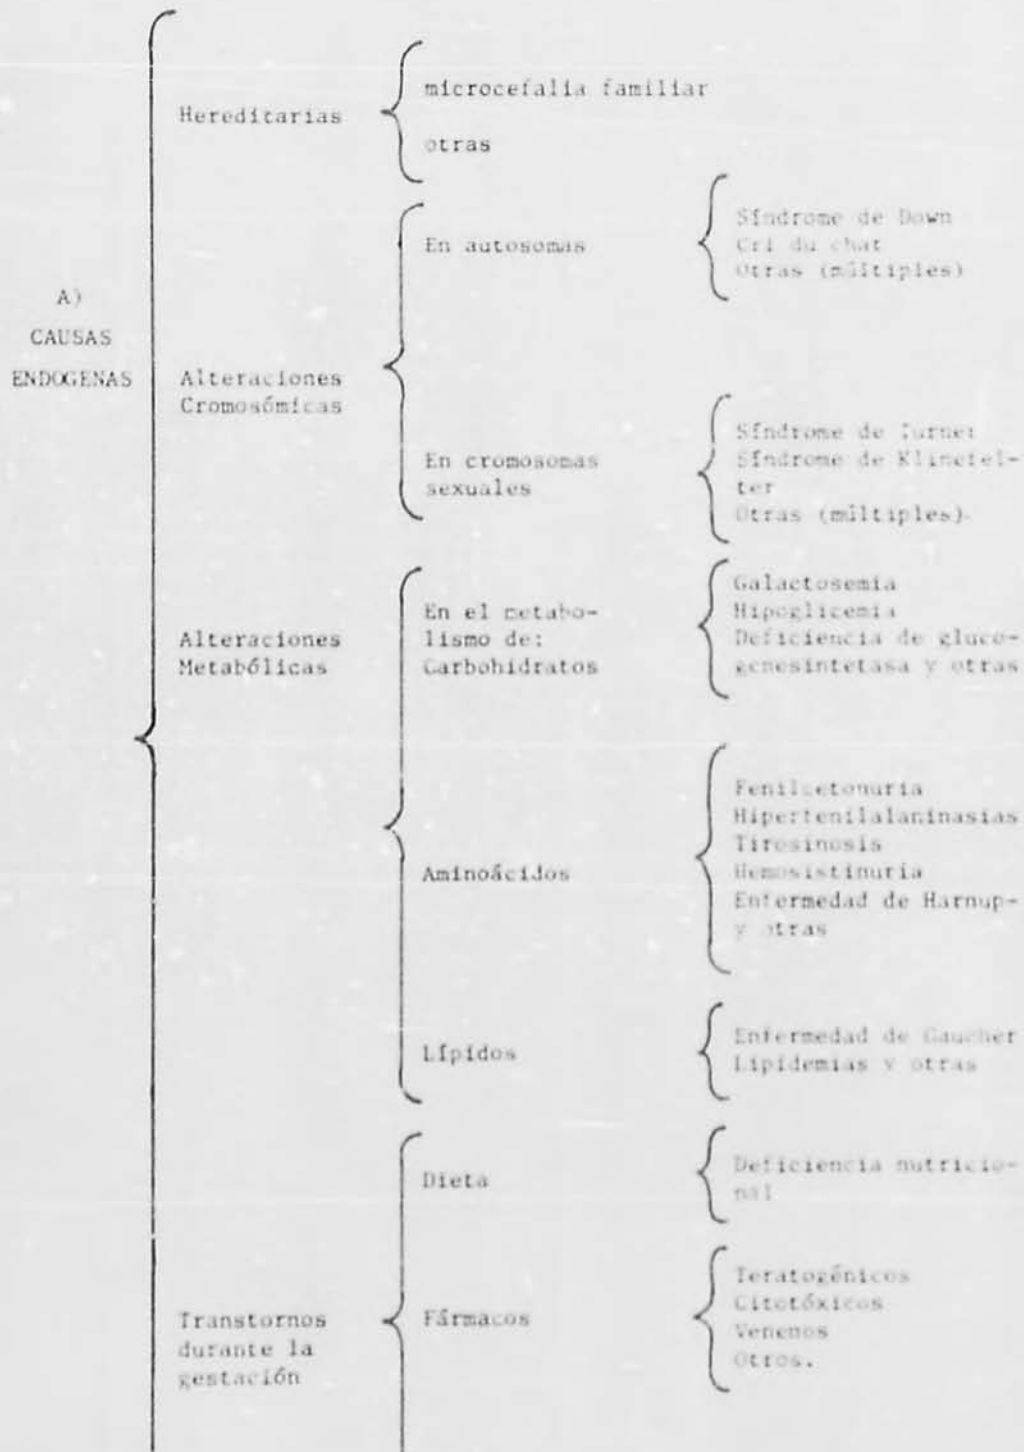 microcefalia familiar
Hereditarias
otras
Síndrome de Down
En autosomas
Cri du chat
Otras (múltiples)
A)
CAUSAS
ENDOGENAS
Alteraciones
Cromosómicas
Síndrome de Turner
En cromosomas
sexuales
Síndrome de Klinefel-
ter
Otras (múltiples).
Alteraciones
Metabólicas
En el metabo-
lismo de:
Carbohidratos
Galactosemia
Hipoglicemia
Deficiencia de gluco-
genesintetasa y otras
Aminoácidos
Fenilcetonuria
Hiperfenilalaninasias
Tirosinosis
Hemosistinuria
Enfermedad de Harnup-
y otras
Lípidos
Enfermedad de Gaucher
Lipidemias y otras
Dieta
Deficiencia nutricio-
nal
Transtornos
durante la
gestación
Fármacos
Teratogénicos
Citotóxicos
Venenos
Otros.